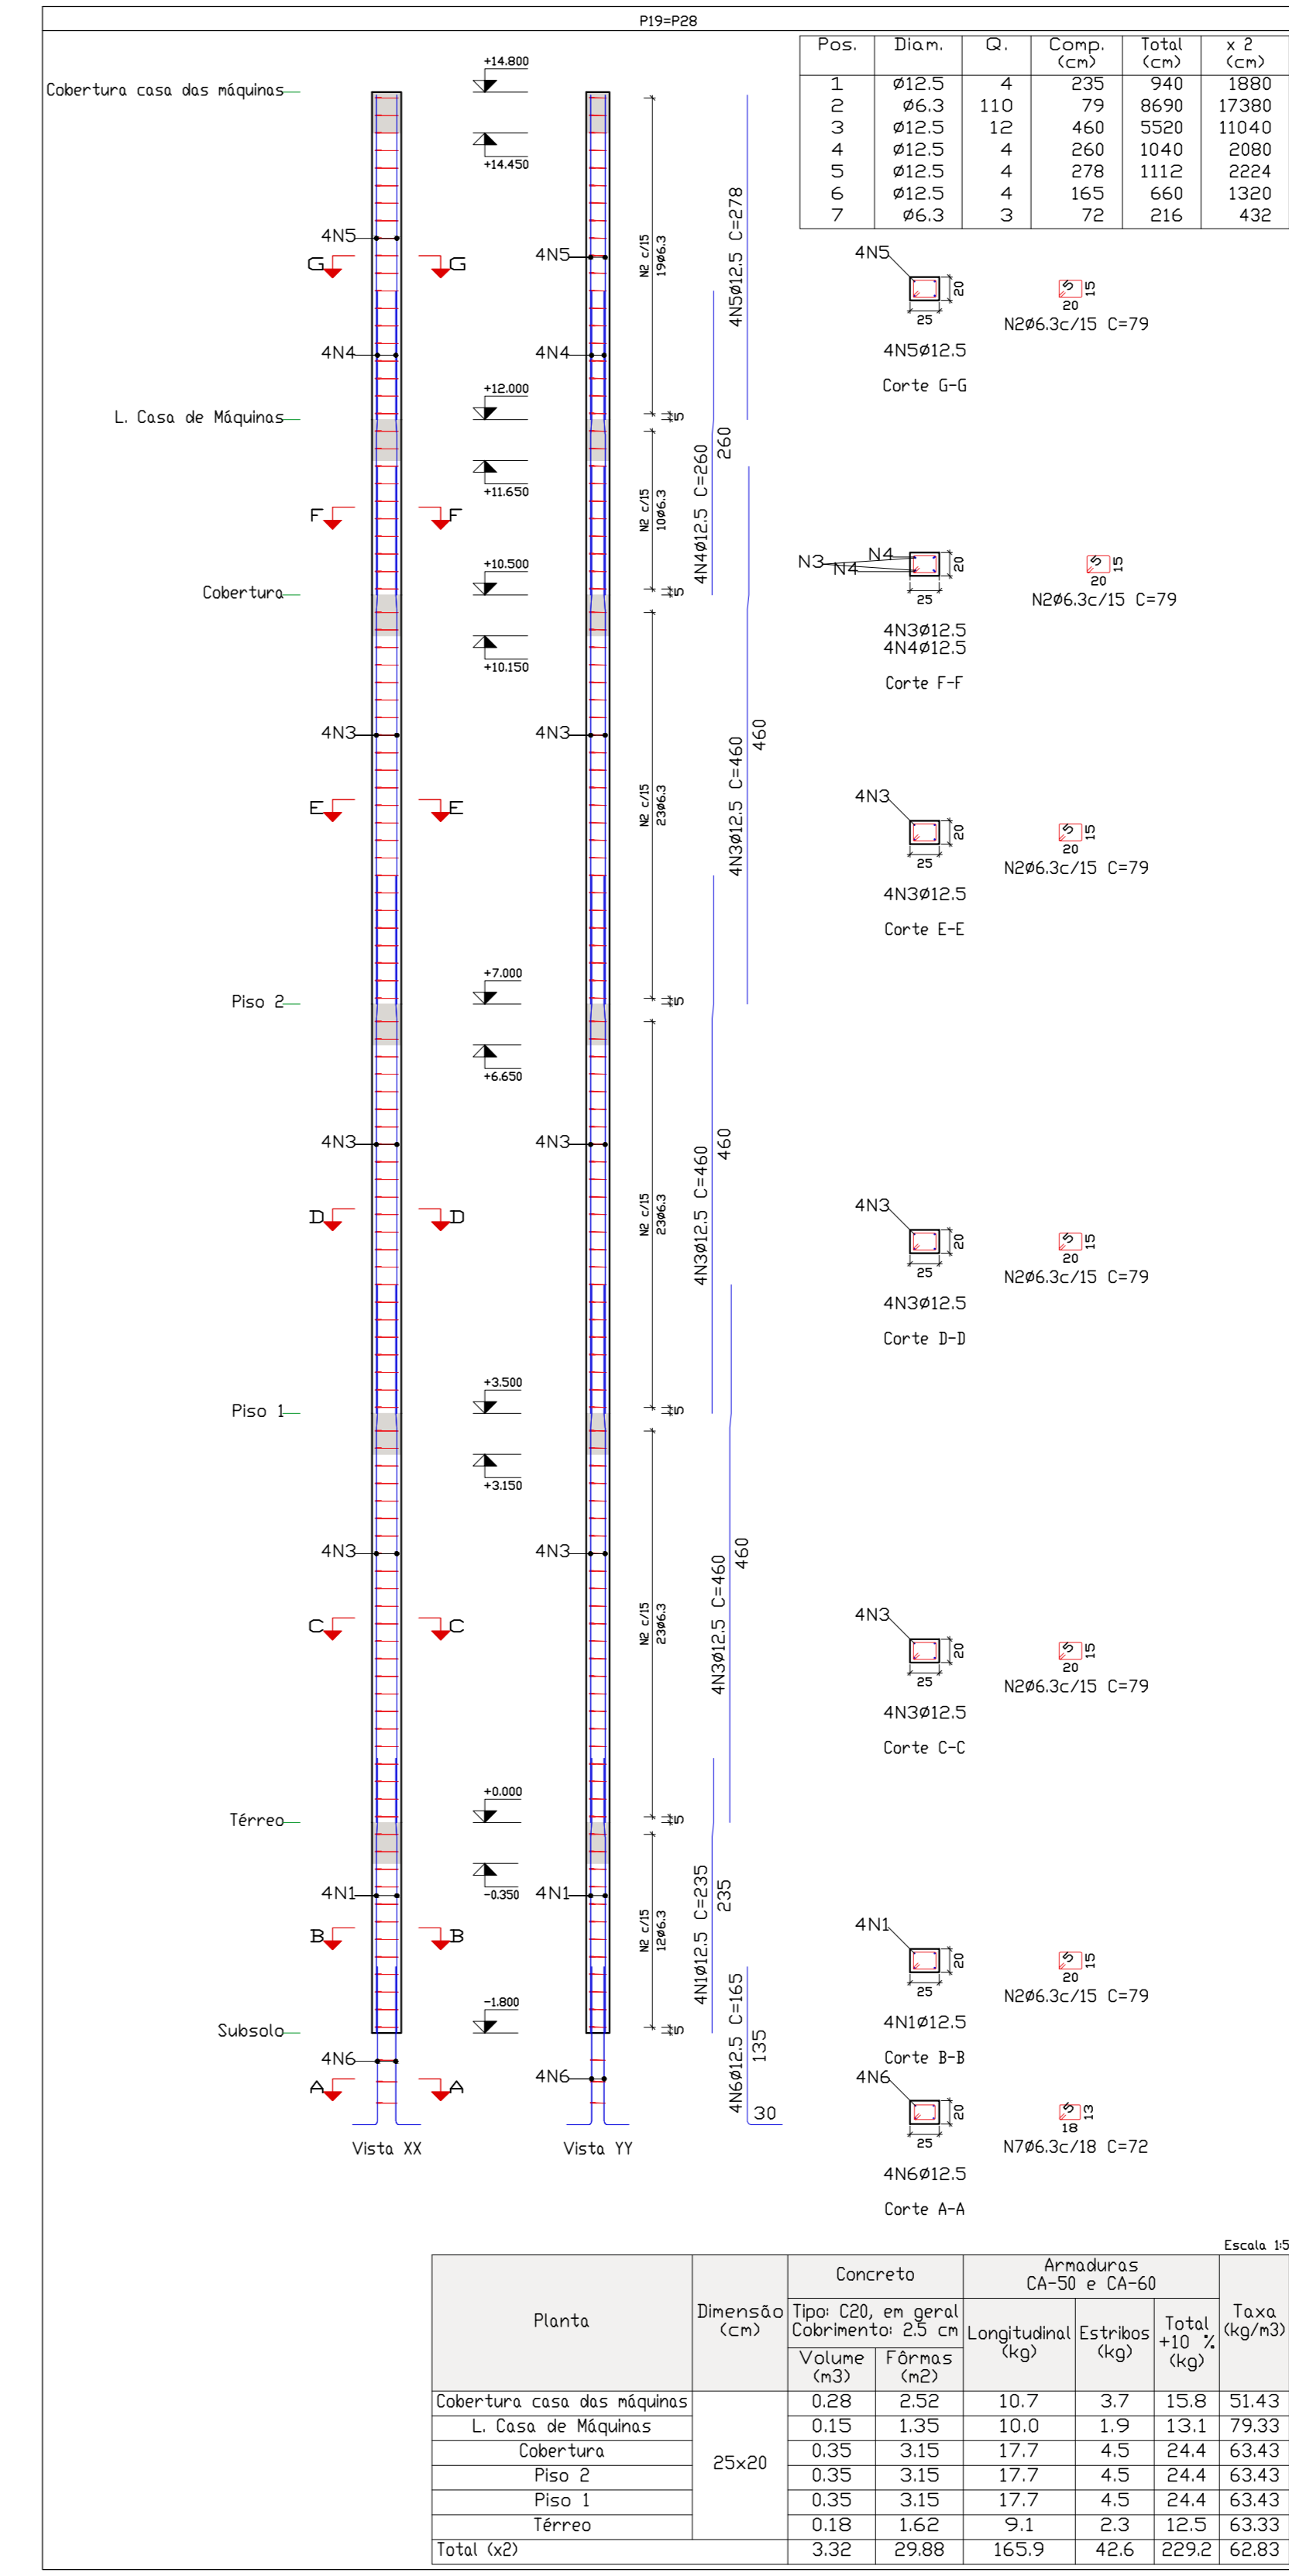 P19=P28
Pos. Diam. Q. Comp. (cm) Total (cm) x 2 (cm)
1 ø12.5 4 235 940 1880
2 ø6.3 110 79 8690 17380
3 ø12.5 12 460 5520 11040
4 ø12.5 4 260 1040 2080
5 ø12.5 4 278 1112 2224
6 ø12.5 4 165 660 1320
7 ø6.3 3 72 216 432
Cobertura casa das máquinas
+14.800
+14.450
4N5
G G
4N5
4N4
4N4
N2 c/15
19ø6.3
4N5ø12.5 C=278
4N5
20
25
4N5ø12.5
Corte G-G
5
15
20
N2ø6.3c/15 C=79
L. Casa de Máquinas
+12.000
+11.650
5
F F
N2 c/15
10ø6.3
4N4ø12.5 C=260
260
N3
N4
N4
20
25
4N3ø12.5
4N4ø12.5
Corte F-F
5
15
20
N2ø6.3c/15 C=79
Cobertura
+10.500
+10.150
5
4N3
4N3
E E
N2 c/15
23ø6.3
4N3ø12.5 C=460
460
4N3
20
25
4N3ø12.5
Corte E-E
5
15
20
N2ø6.3c/15 C=79
Piso 2
+7.000
+6.650
5
4N3
4N3
D D
N2 c/15
23ø6.3
4N3ø12.5 C=460
460
4N3
20
25
4N3ø12.5
Corte D-D
5
15
20
N2ø6.3c/15 C=79
Piso 1
+3.500
+3.150
5
4N3
4N3
C C
N2 c/15
23ø6.3
4N3ø12.5 C=460
460
4N3
20
25
4N3ø12.5
Corte C-C
5
15
20
N2ø6.3c/15 C=79
Térreo
+0.000
-0.350
5
4N1
4N1
B B
N2 c/15
12ø6.3
4N1ø12.5 C=235
235
4N1
20
25
4N1ø12.5
Corte B-B
5
15
20
N2ø6.3c/15 C=79
Subsolo
-1.800
5
4N6
4N6
A A
4N6ø12.5 C=165
135
30
4N6
20
25
4N6ø12.5
Corte A-A
5
13
18
N7ø6.3c/18 C=72
Vista XX
Vista YY
Escala 1:5
Planta
Dimensão (cm)
Concreto
Tipo: C20, em geral
Cobrimento: 2.5 cm
Volume (m3)
Fôrmas (m2)
Armaduras
CA-50 e CA-60
Longitudinal (kg)
Estribos (kg)
Total +10 % (kg)
Taxa (kg/m3)
Cobertura casa das máquinas 0.28 2.52 10.7 3.7 15.8 51.43
L. Casa de Máquinas 0.15 1.35 10.0 1.9 13.1 79.33
Cobertura 0.35 3.15 17.7 4.5 24.4 63.43
25x20
Piso 2 0.35 3.15 17.7 4.5 24.4 63.43
Piso 1 0.35 3.15 17.7 4.5 24.4 63.43
Térreo 0.18 1.62 9.1 2.3 12.5 63.33
Total (x2) 3.32 29.88 165.9 42.6 229.2 62.83